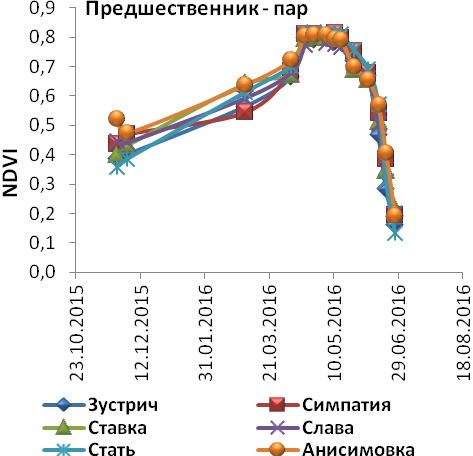 Предшественник - пар
NDVI
0,9
0,8
0,7
0,6
0,5
0,4
0,3
0,2
0,1
0,0
23.10.2015
12.12.2015
31.01.2016
21.03.2016
10.05.2016
29.06.2016
18.08.2016
Зустрич
Симпатия
Ставка
Слава
Стать
Анисимовка